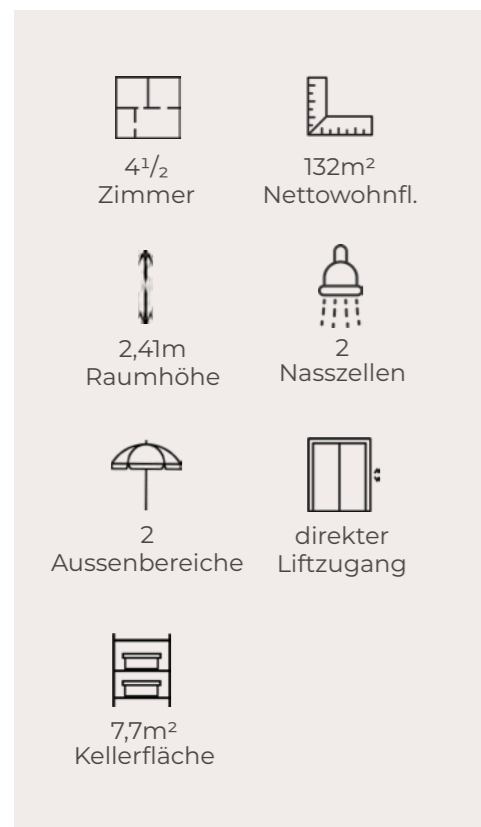 4¹/₂
Zimmer
132m²
Nettowohnfl.
2,41m
Raumhöhe
2
Nasszellen
2
Aussenbereiche
direkter
Liftzugang
7,7m²
Kellerfläche